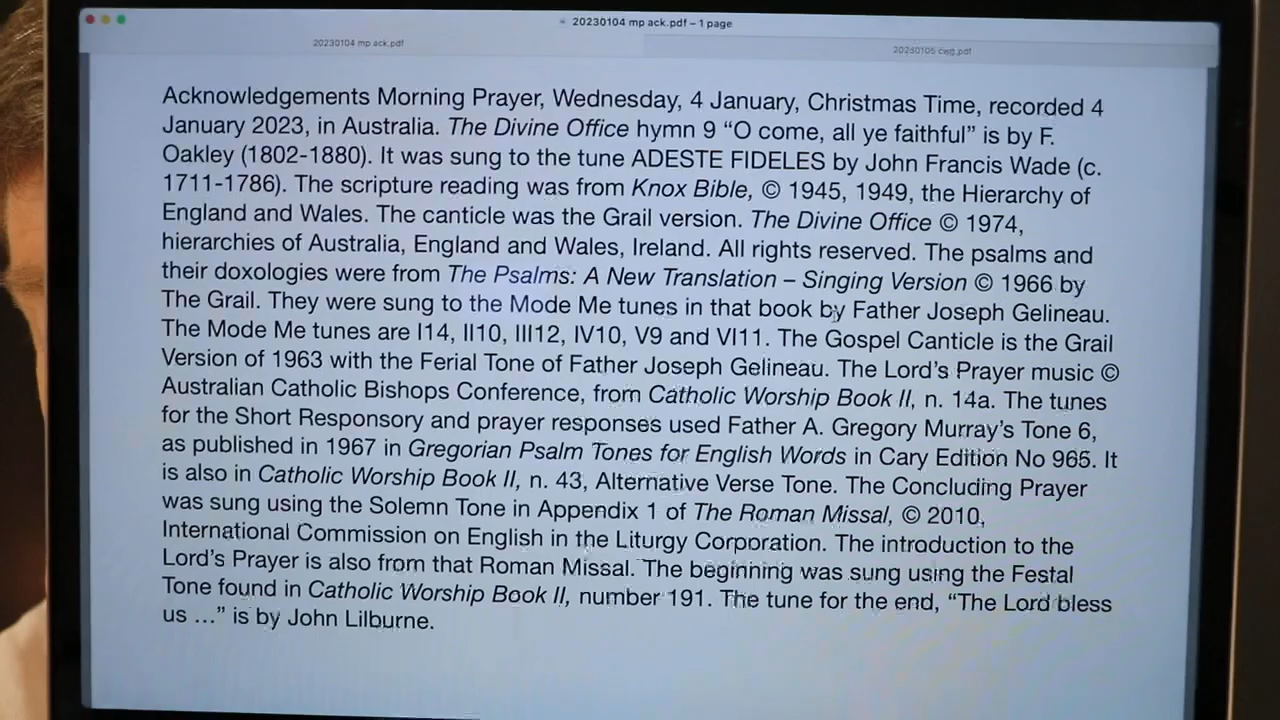 20230104 mp ack.pdf – 1 page
20230104 mp ack.pdf
20230105 cwg.pdf
Acknowledgements Morning Prayer, Wednesday, 4 January, Christmas Time, recorded 4
January 2023, in Australia. The Divine Office hymn 9 “O come, all ye faithful” is by F.
Oakley (1802-1880). It was sung to the tune ADESTE FIDELES by John Francis Wade (c.
1711-1786). The scripture reading was from Knox Bible, © 1945, 1949, the Hierarchy of
England and Wales. The canticle was the Grail version. The Divine Office © 1974,
hierarchies of Australia, England and Wales, Ireland. All rights reserved. The psalms and
their doxologies were from The Psalms: A New Translation – Singing Version © 1966 by
The Grail. They were sung to the Mode Me tunes in that book by Father Joseph Gelineau.
The Mode Me tunes are I14, II10, III12, IV10, V9 and VI11. The Gospel Canticle is the Grail
Version of 1963 with the Ferial Tone of Father Joseph Gelineau. The Lord’s Prayer music ©
Australian Catholic Bishops Conference, from Catholic Worship Book II, n. 14a. The tunes
for the Short Responsory and prayer responses used Father A. Gregory Murray’s Tone 6,
as published in 1967 in Gregorian Psalm Tones for English Words in Cary Edition No 965. It
is also in Catholic Worship Book II, n. 43, Alternative Verse Tone. The Concluding Prayer
was sung using the Solemn Tone in Appendix 1 of The Roman Missal, © 2010,
International Commission on English in the Liturgy Corporation. The introduction to the
Lord’s Prayer is also from that Roman Missal. The beginning was sung using the Festal
Tone found in Catholic Worship Book II, number 191. The tune for the end, “The Lord bless
us ...” is by John Lilburne.